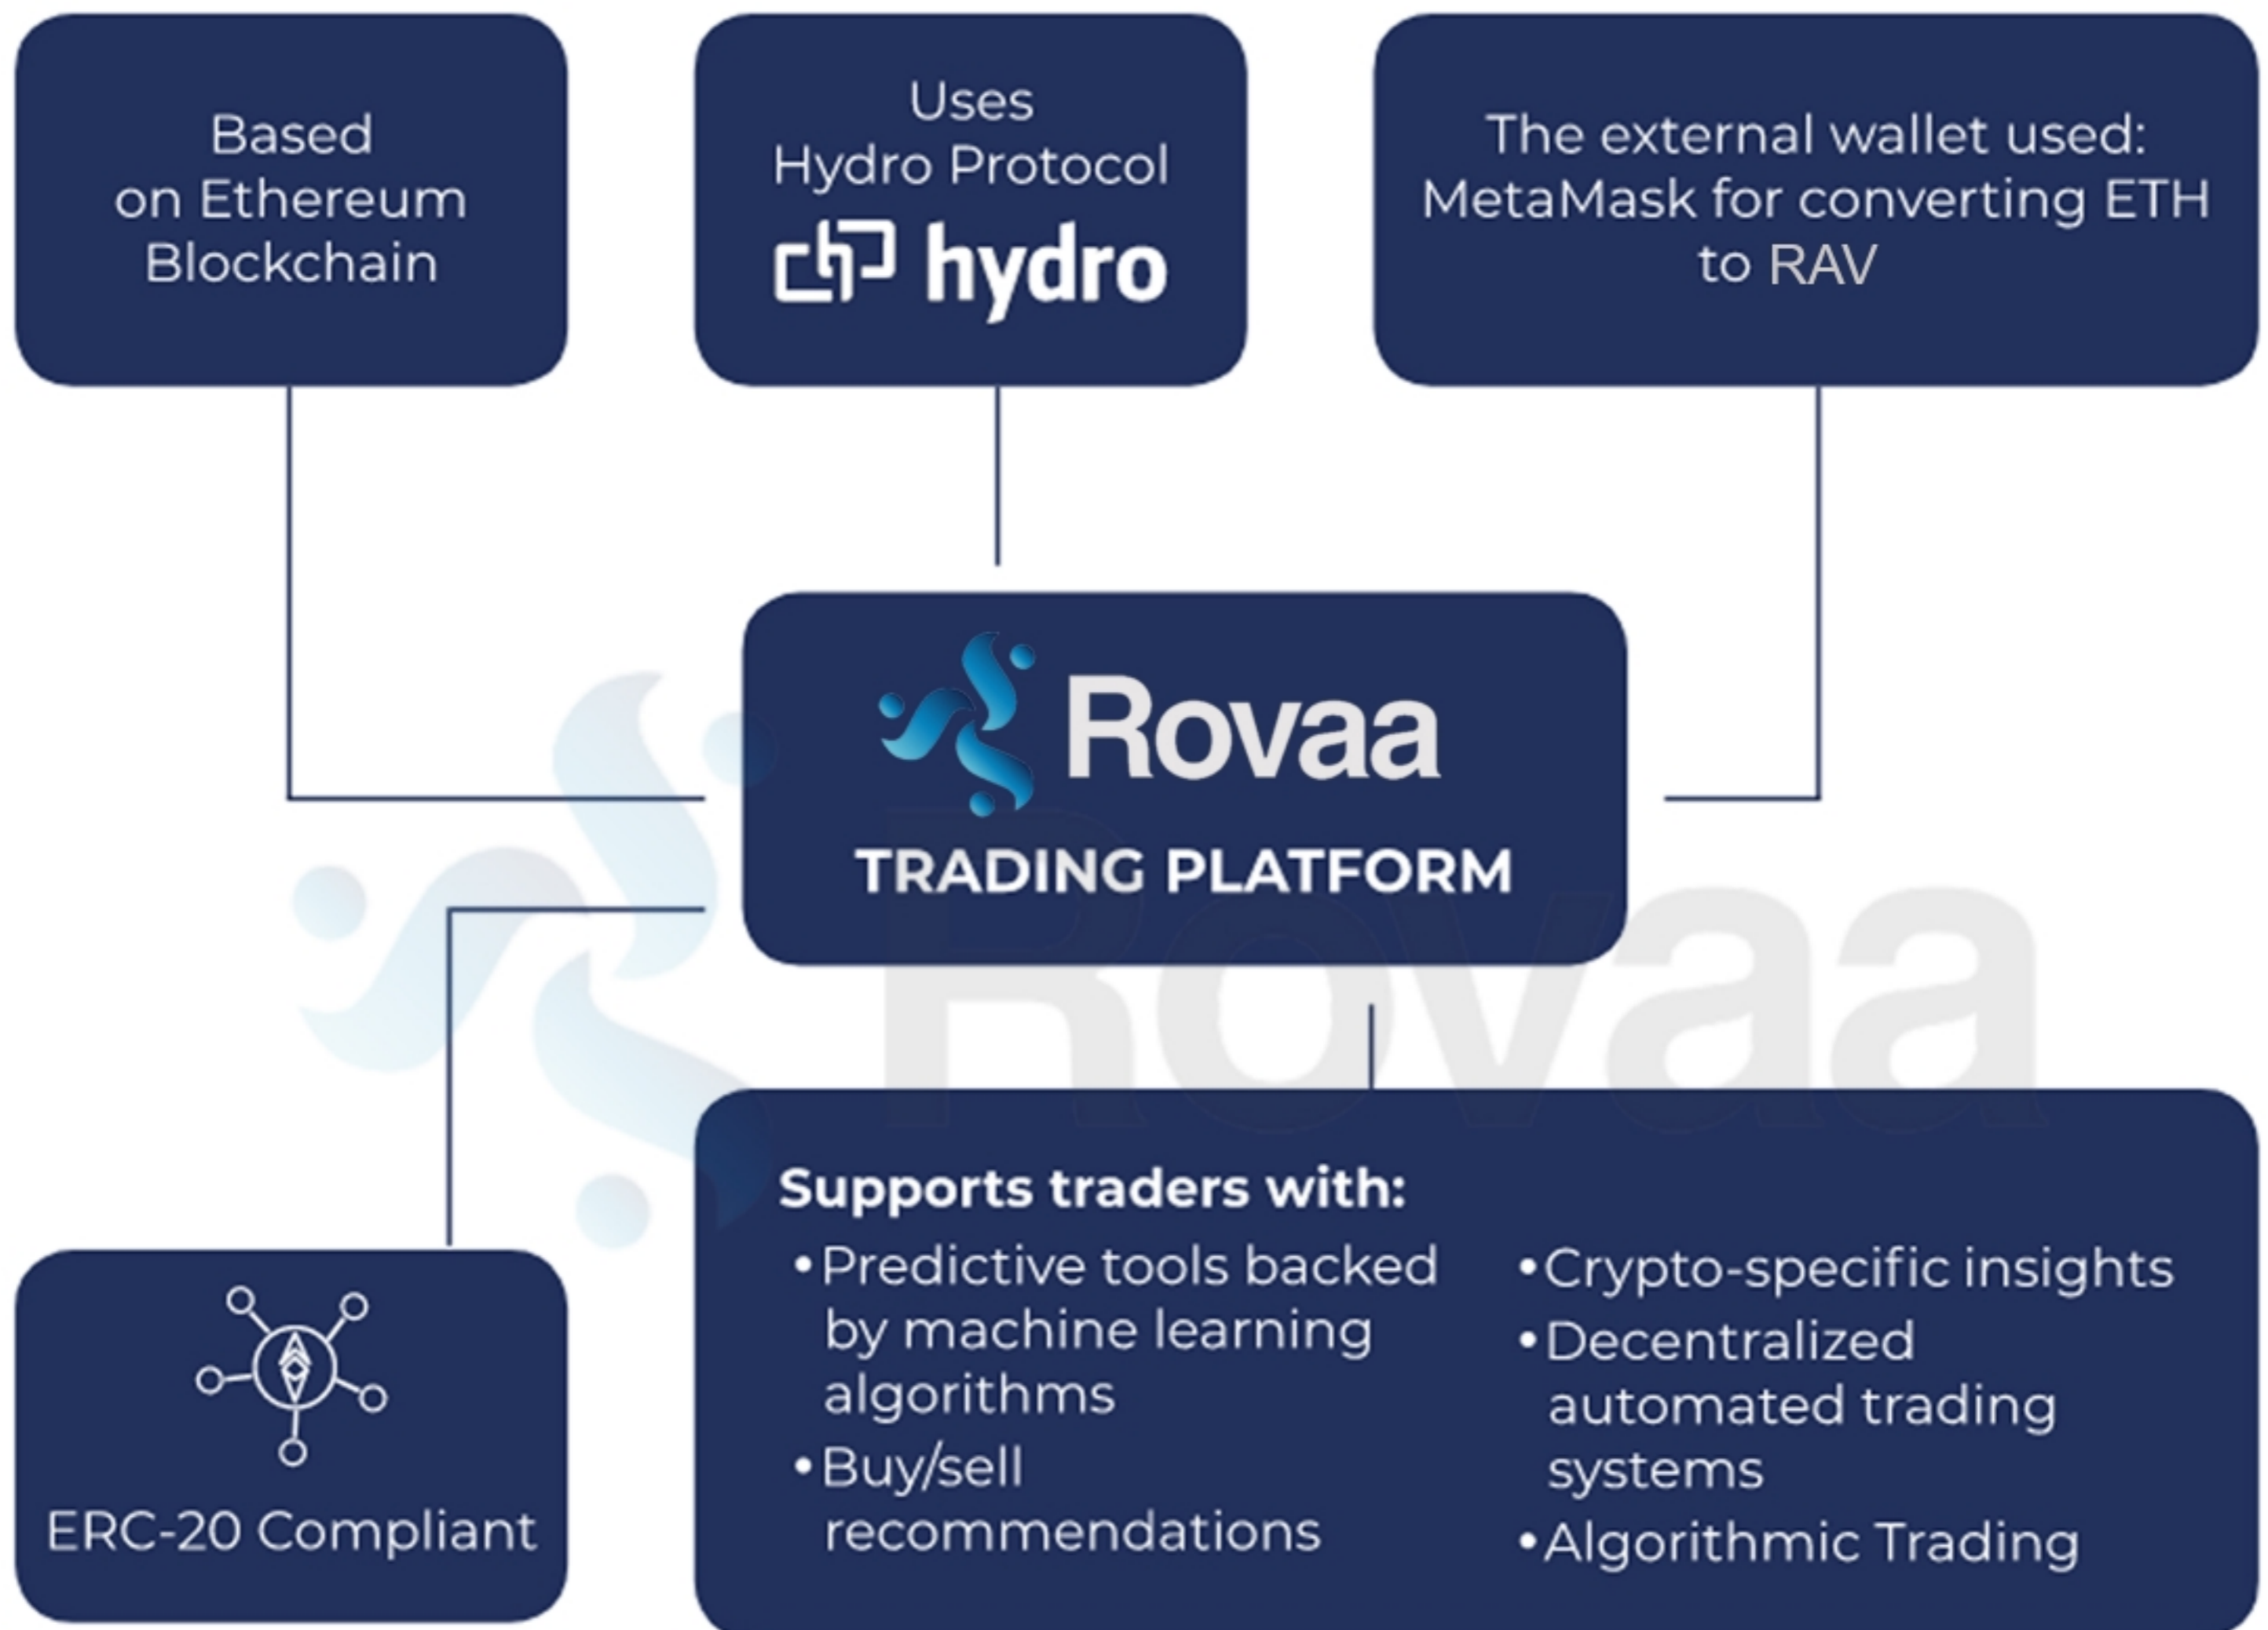 Based
on Ethereum
Blockchain
Uses
Hydro Protocol
hydro
The external wallet used:
MetaMask for converting ETH
to RAV
Rovaa
TRADING PLATFORM
Rovaa
ERC-20 Compliant
Supports traders with:
•Predictive tools backed
by machine learning
algorithms
•Buy/sell
recommendations
•Crypto-specific insights
•Decentralized
automated trading
systems
•Algorithmic Trading